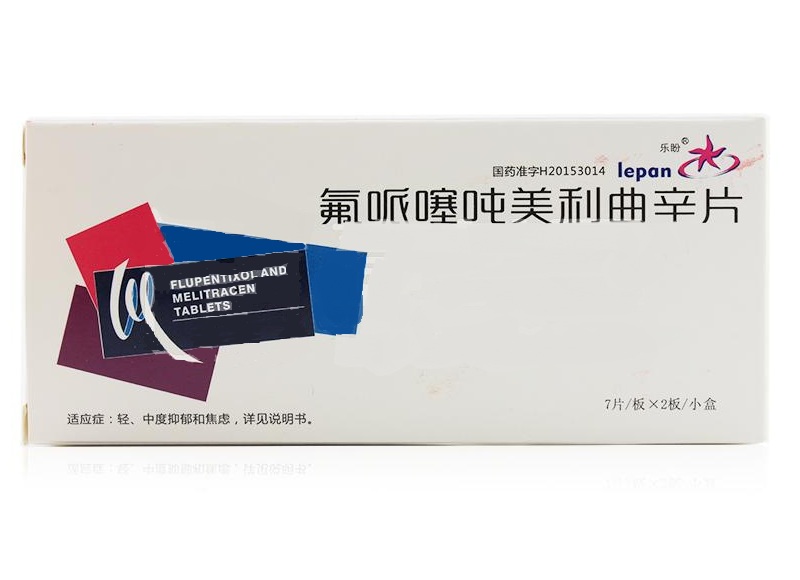 乐盼®
国药准字H20153014 lepan
氟哌噻吨美利曲辛片
FLUPENTIXOL AND
MELITRACEN
TABLETS
7片/板×2板/小盒
适应症：轻、中度抑郁和焦虑，详见说明书。